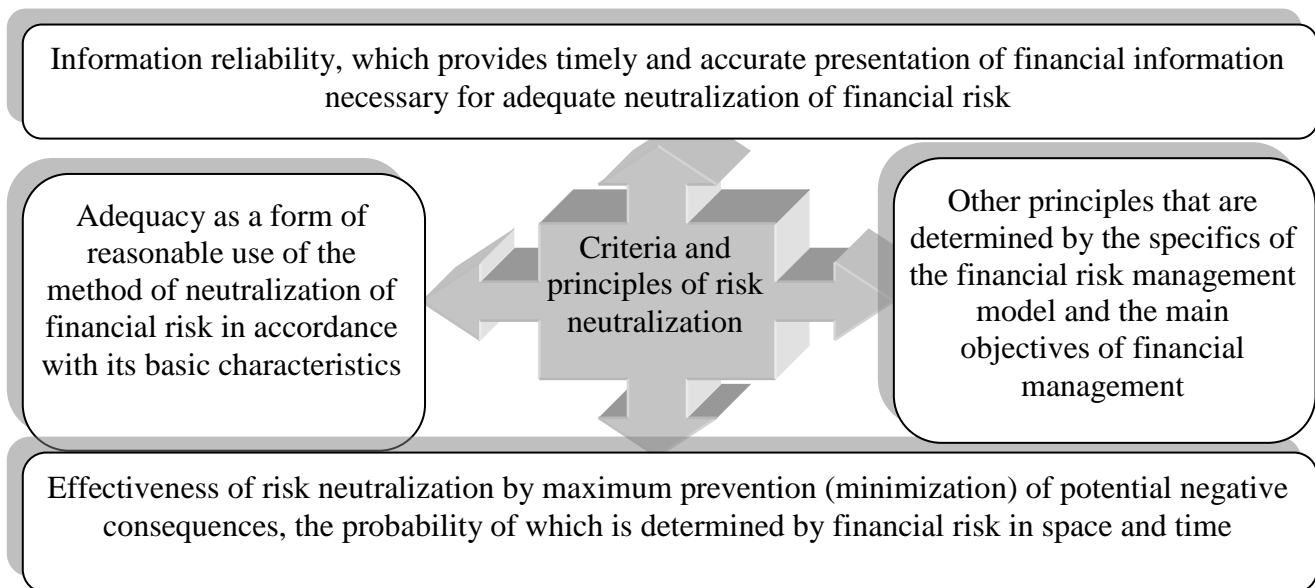 Information reliability, which provides timely and accurate presentation of financial information
necessary for adequate neutralization of financial risk
Adequacy as a form of
reasonable use of the
method of neutralization of
financial risk in accordance
with its basic characteristics
Criteria and
principles of risk
neutralization
Other principles that are
determined by the specifics of
the financial risk management
model and the main
objectives of financial
management
Effectiveness of risk neutralization by maximum prevention (minimization) of potential negative
consequences, the probability of which is determined by financial risk in space and time